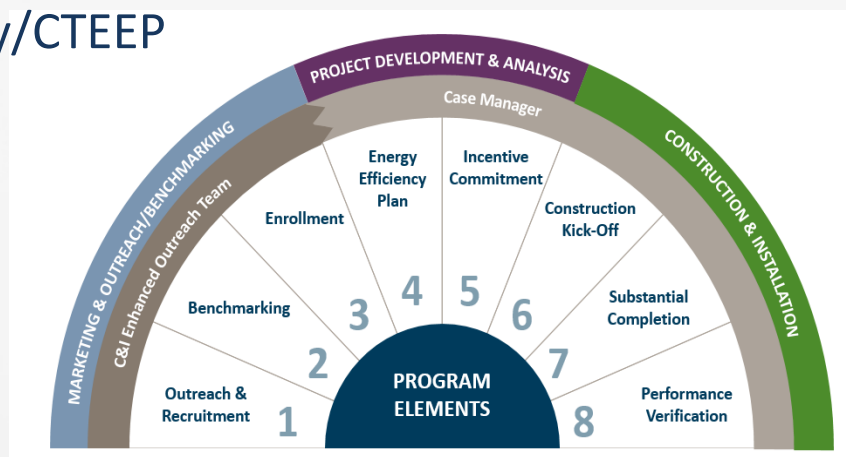 /CTEEP
PROJECT DEVELOPMENT & ANALYSIS
MARKETING & OUTREACH/BENCHMARKING
CONSTRUCTION & INSTALLATION
C&I Enhanced Outreach Team
Case Manager
Outreach &
Recruitment
1
Benchmarking
2
Enrollment
3
Energy
Efficiency
Plan
4
Incentive
Commitment
5
Construction
Kick-Off
6
Substantial
Completion
7
Performance
Verification
8
PROGRAM
ELEMENTS